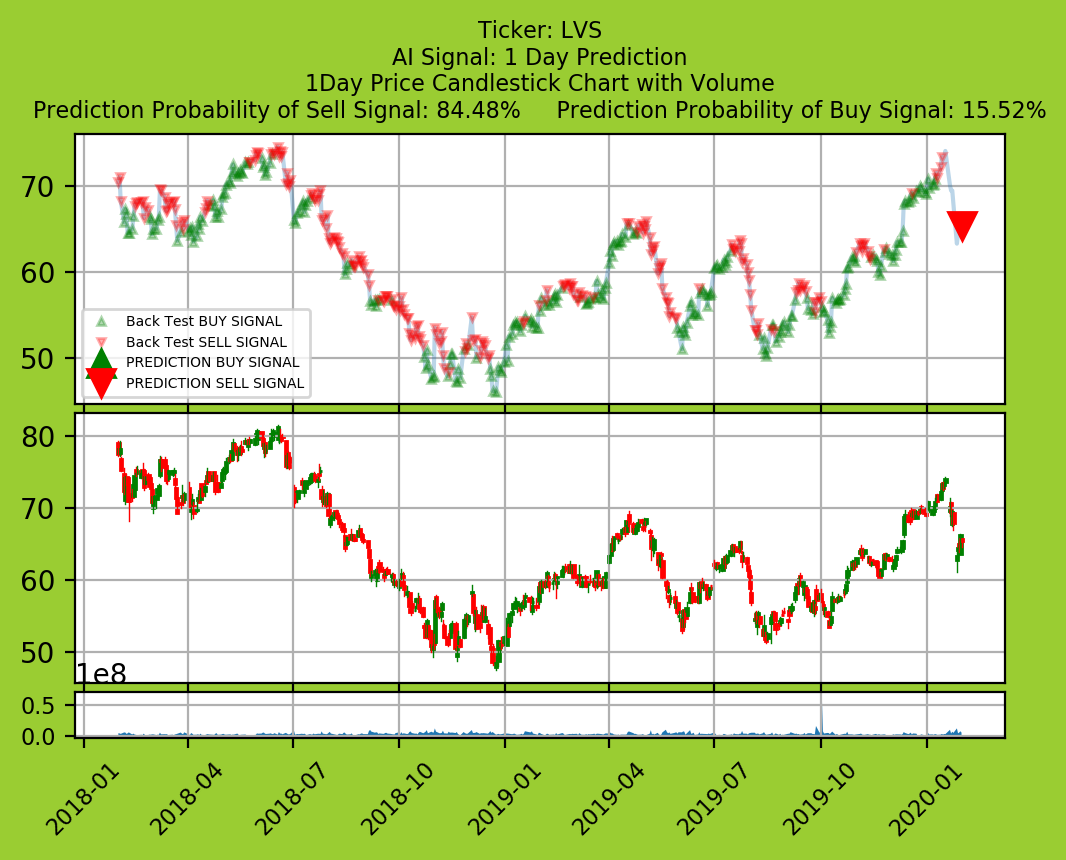 Ticker: LVS
AI Signal: 1 Day Prediction
1Day Price Candlestick Chart with Volume
Prediction Probability of Sell Signal: 84.48%     Prediction Probability of Buy Signal: 15.52%
70
60
50
Back Test BUY SIGNAL
Back Test SELL SIGNAL
PREDICTION BUY SIGNAL
PREDICTION SELL SIGNAL
80
70
60
50
1e8
0.5
0.0
2018-01 2018-04 2018-07 2018-10 2019-01 2019-04 2019-07 2019-10 2020-01